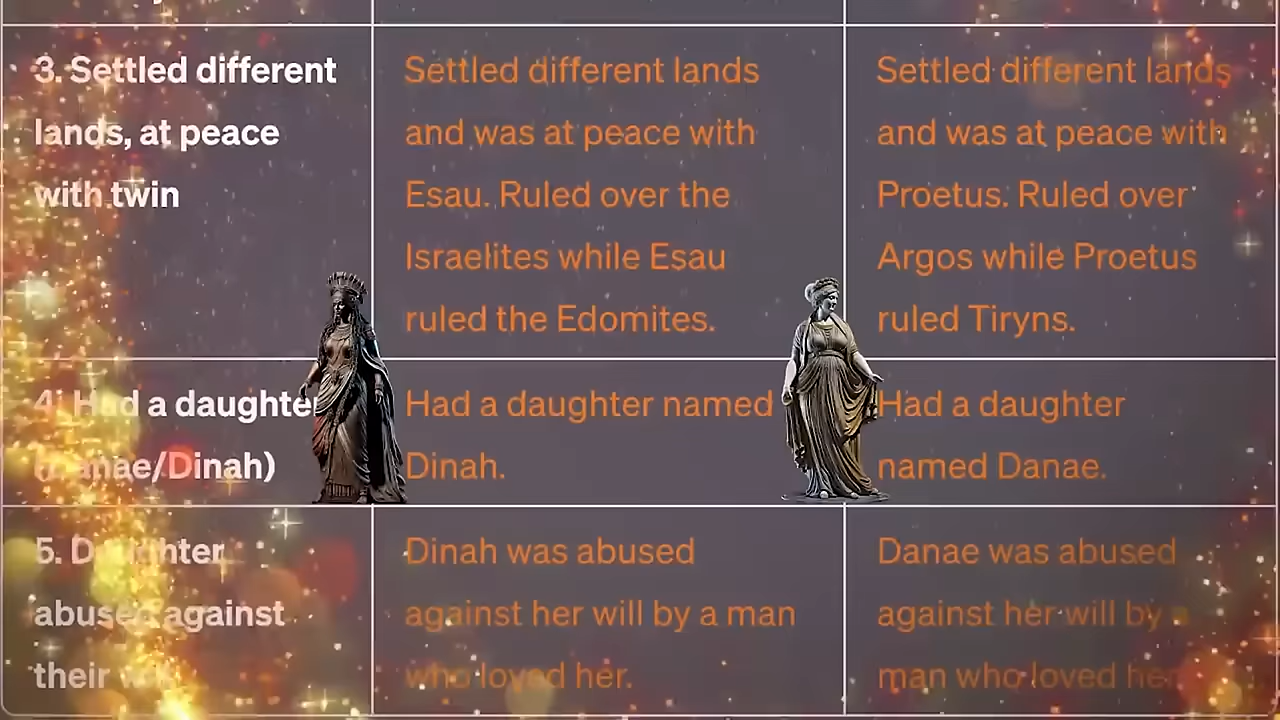 3. Settled different
lands, at peace
with twin
Settled different lands
and was at peace with
Esau. Ruled over the
Israelites while Esau
ruled the Edomites.
Settled different lands
and was at peace with
Proetus. Ruled over
Argos while Proetus
ruled Tiryns.
4. Had a daughter
(Danae/Dinah)
Had a daughter named
Dinah.
Had a daughter
named Danae.
5. Daughter
abused against
their
Dinah was abused
against her will by a man
who loved her.
Danae was abused
against her will by a
man who loved her